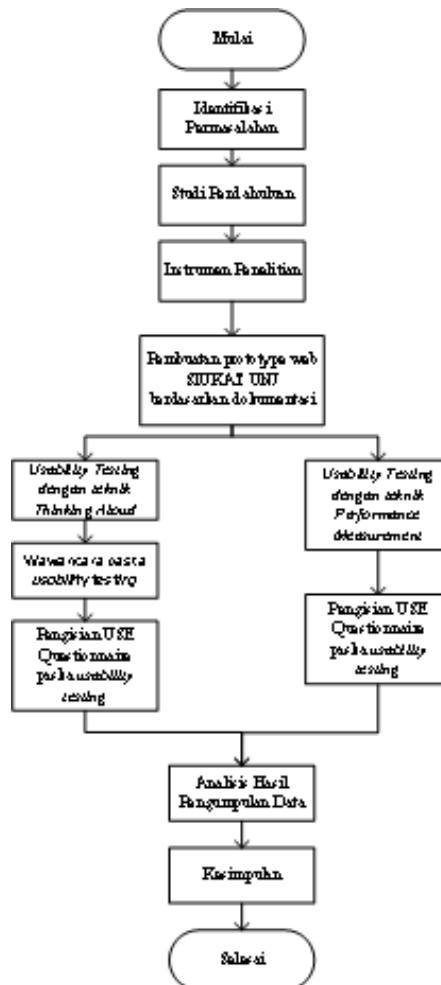 Mulai
Identifikasi
Permasalahan
Studi Pendahuluan
Instrumen Penelitian
Pembuatan prototype web
SIUKAT UNJ
berdasarkan dokumentasi
Usability Testing
dengan teknik
Thinking Aloud
Usability Testing
dengan teknik
Performance
Measurement
Wawancara pasca
usability testing
Pengisian USE
Questionnaire
paska usability
testing
Pengisian USE
Questionnaire
paska usability
testing
Analisis Hasil
Pengumpulan Data
Kesimpulan
Selesai